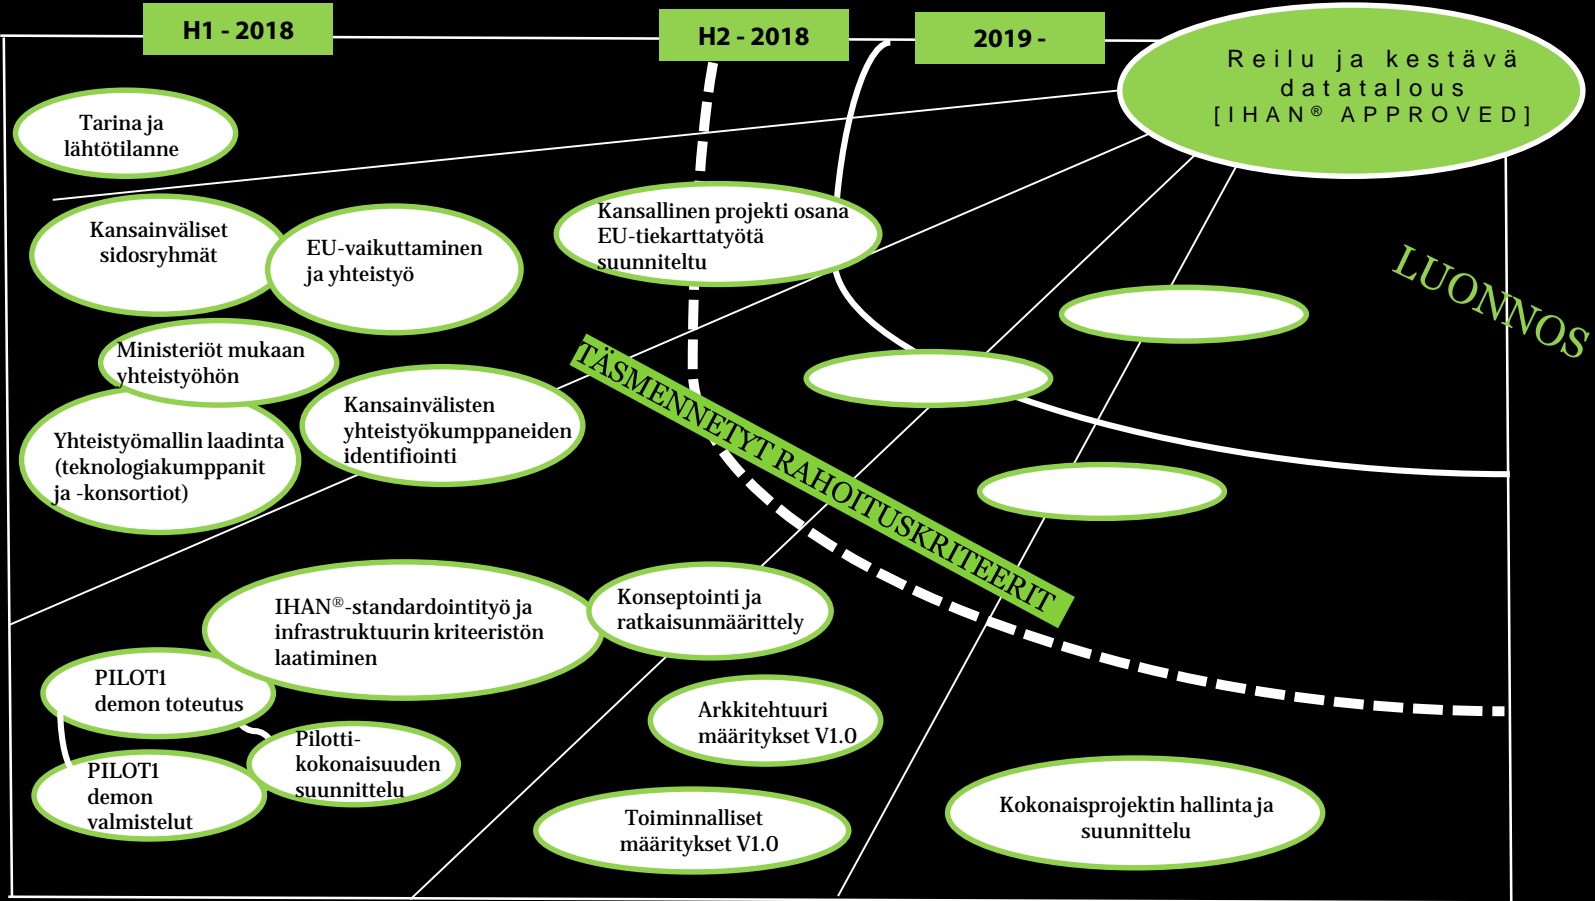 H1 - 2018
H2 - 2018
2019 -
Reilu ja kestävä
datatalous
[IHAN® APPROVED]
Tarina ja
lähtötilanne
Kansainväliset
sidosryhmät
EU-vaikuttaminen
ja yhteistyö
Kansallinen projekti osana
EU-tiekarttatyötä
suunniteltu
LUONNOS
Ministeriöt mukaan
yhteistyöhön
Kansainvälisten
yhteistyökumppaneiden
identifiointi
Yhteistyömallin laadinta
(teknologiakumppanit
ja -konsortiot)
TÄSMENNETYT RAHOITUSKRITEERIT
IHAN®-standardointityö ja
infrastruktuurin kriteeristön
laatiminen
Konseptointi ja
ratkaisunmäärittely
PILOT1
demon toteutus
Pilotti-
kokonaisuuden
suunnittelu
PILOT1
demon
valmistelut
Arkkitehtuuri
määritykset V1.0
Toiminnalliset
määritykset V1.0
Kokonaisprojektin hallinta ja
suunnittelu